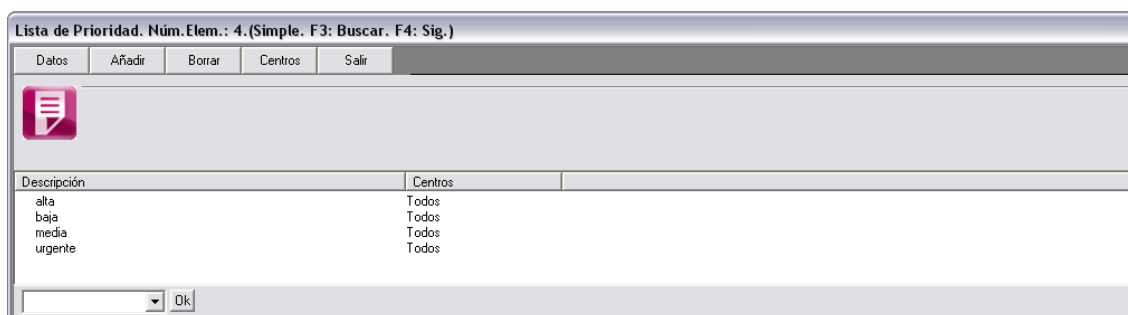 Lista de Prioridad. Núm.Elem.: 4.(Simple. F3: Buscar. F4: Sig.)
Datos Añadir Borrar Centros Salir
Descripción Centros
alta Todos
baja Todos
media Todos
urgente Todos
Ok